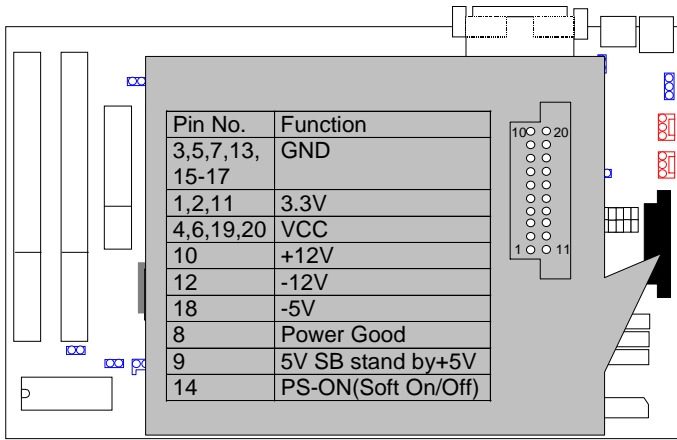 Pin No. Function
3,5,7,13, GND
15-17
1,2,11 3.3V
4,6,19,20 VCC
10 +12V
12 -12V
18 -5V
8 Power Good
9 5V SB stand by+5V
14 PS-ON(Soft On/Off)
10 20
1 11